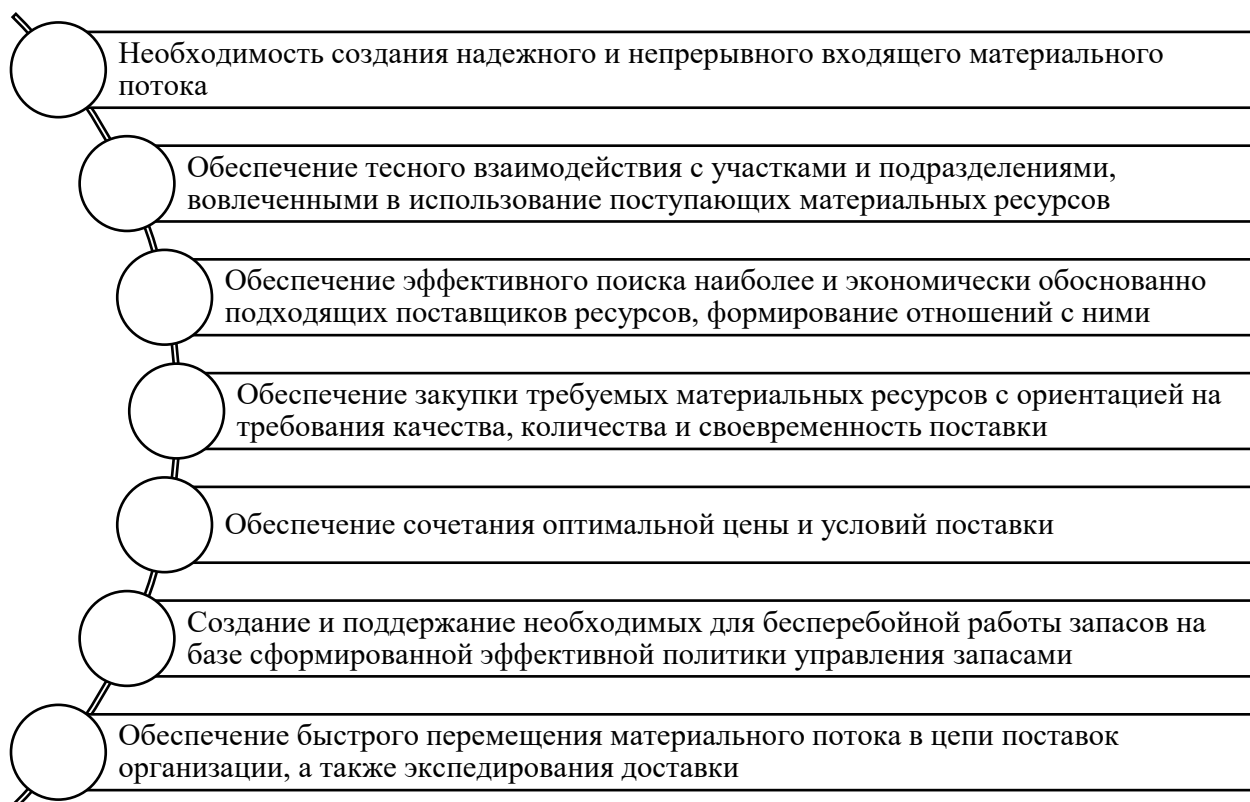 Необходимость создания надежного и непрерывного входящего материального
потока
Обеспечение тесного взаимодействия с участками и подразделениями,
вовлеченными в использование поступающих материальных ресурсов
Обеспечение эффективного поиска наиболее и экономически обоснованно
подходящих поставщиков ресурсов, формирование отношений с ними
Обеспечение закупки требуемых материальных ресурсов с ориентацией на
требования качества, количества и своевременность поставки
Обеспечение сочетания оптимальной цены и условий поставки
Создание и поддержание необходимых для бесперебойной работы запасов на
базе сформированной эффективной политики управления запасами
Обеспечение быстрого перемещения материального потока в цепи поставок
организации, а также экспедирования доставки